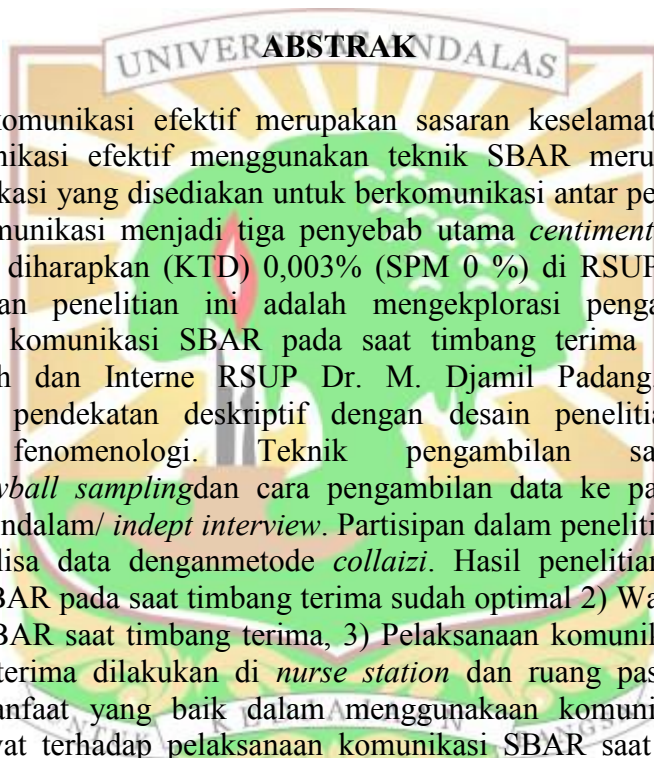 UNIVERSITAS ANDALAS
ABSTRAK
komunikasi efektif merupakan sasaran keselamat
nikasi efektif menggunakan teknik SBAR meru
kasi yang disediakan untuk berkomunikasi antar pe
munikasi menjadi tiga penyebab utama centiment
diharapkan (KTD) 0,003% (SPM 0 %) di RSUP
an penelitian ini adalah mengekplorasi penga
komunikasi SBAR pada saat timbang terima
h dan Interne RSUP Dr. M. Djamil Padang
pendekatan deskriptif dengan desain penelitia
fenomenologi. Teknik pengambilan sa
wball samplingdan cara pengambilan data ke pa
ndalam/ indept interview. Partisipan dalam peneliti
lisa data denganmetode collaizi. Hasil penelitian
BAR pada saat timbang terima sudah optimal 2) Wa
BAR saat timbang terima, 3) Pelaksanaan komunik
terima dilakukan di nurse station dan ruang pas
anfaat yang baik dalam menggunakaan komuni
wat terhadap pelaksanaan komunikasi SBAR saat